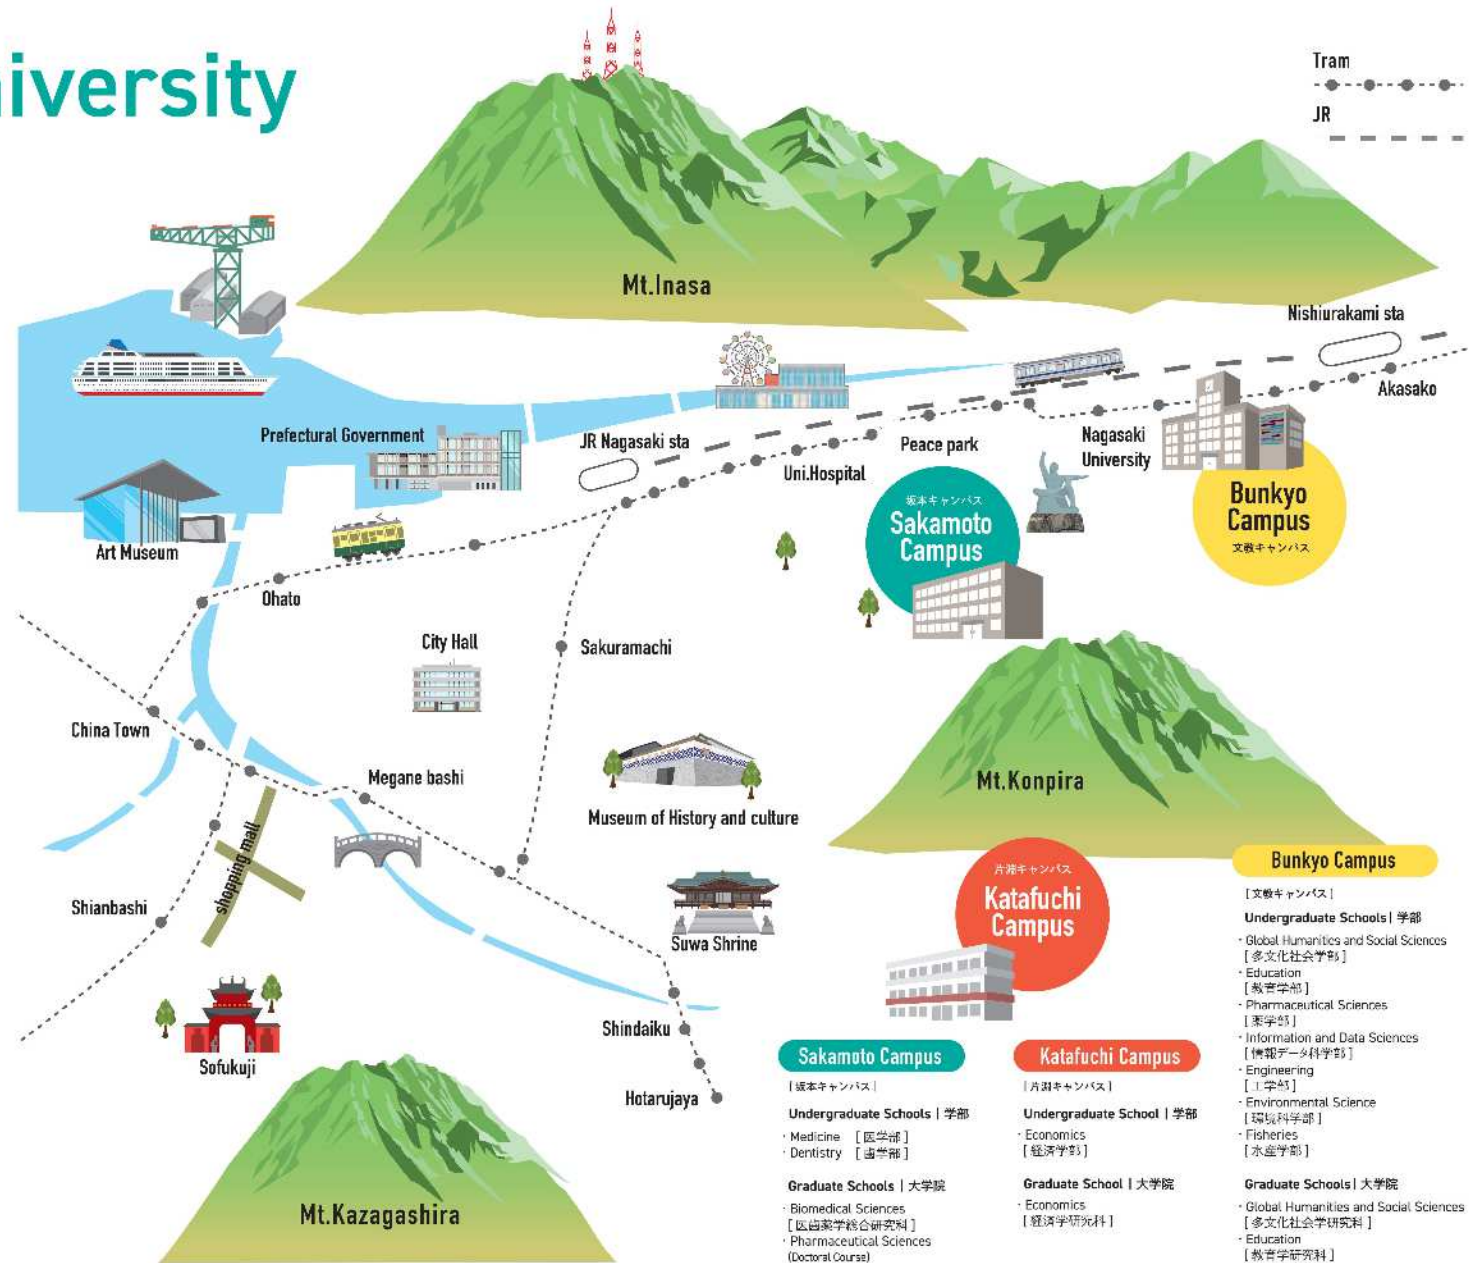 niversity
Tram
JR
Mt.Inasa
Nishiurakami sta
Akasako
Prefectural Government
JR Nagasaki sta
Peace park
Nagasaki
University
Uni.Hospital
Bunkyo
Campus
文教キャンパス
坂本キャンパス
Sakamoto
Campus
Art Museum
Ohato
City Hall
Sakuramachi
China Town
Megane bashi
Museum of History and culture
Mt.Konpira
shopping mall
Shianbashi
Suwa Shrine
片淵キャンパス
Katafuchi
Campus
Sofukuji
Shindaiku
Hotarujaya
Mt.Kazagashira
Sakamoto Campus
[坂本キャンパス]
Undergraduate Schools | 学部
· Medicine [医学部]
· Dentistry [歯学部]
Graduate Schools | 大学院
· Biomedical Sciences
[医歯薬学総合研究科]
· Pharmaceutical Sciences
(Doctoral Course)
Katafuchi Campus
[片淵キャンパス]
Undergraduate School | 学部
· Economics
[経済学部]
Graduate School | 大学院
· Economics
[経済学研究科]
Bunkyo Campus
[文教キャンパス]
Undergraduate Schools | 学部
· Global Humanities and Social Sciences
[多文化社会学部]
· Education
[教育学部]
· Pharmaceutical Sciences
[薬学部]
· Information and Data Sciences
[情報データ科学部]
· Engineering
[工学部]
· Environmental Science
[環境科学部]
· Fisheries
[水産学部]
Graduate Schools | 大学院
· Global Humanities and Social Sciences
[多文化社会学研究科]
· Education
[教育学研究科]